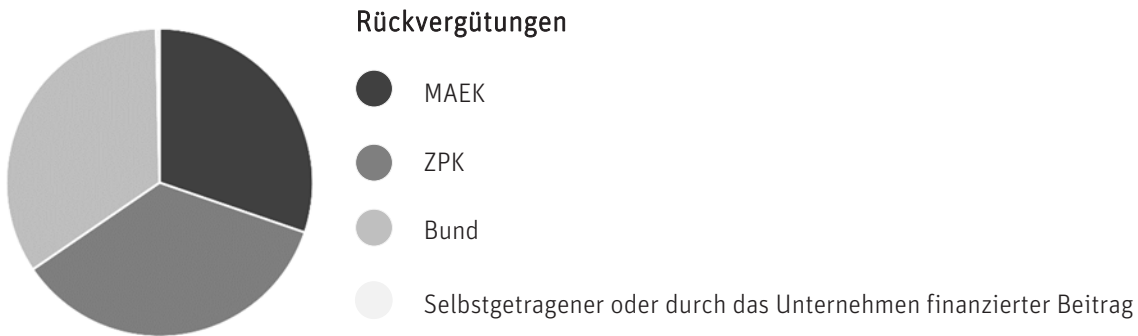 Rückvergütungen
MAEK
ZPK
Bund
Selbstgetragener oder durch das Unternehmen finanzierter Beitrag